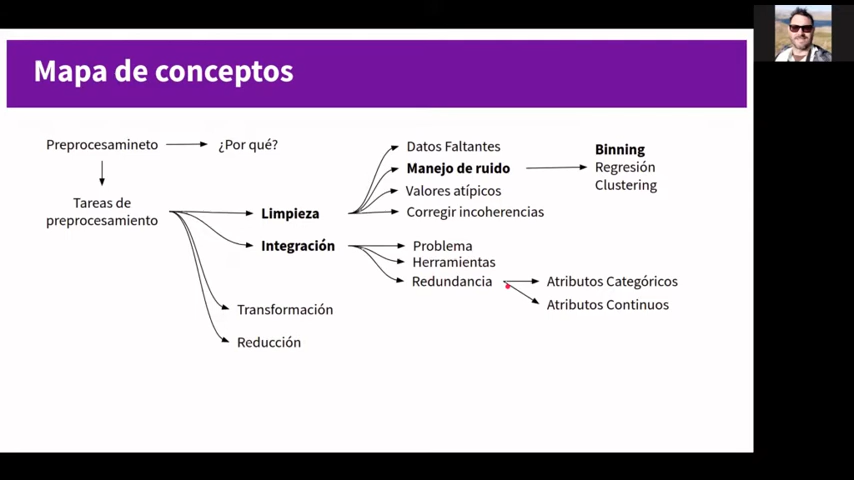 Mapa de conceptos
Preprocesamineto
¿Por qué?
Tareas de
preprocesamiento
Limpieza
Integración
Transformación
Reducción
Datos Faltantes
Manejo de ruido
Valores atípicos
Corregir incoherencias
Problema
Herramientas
Redundancia
Binning
Regresión
Clustering
Atributos Categóricos
Atributos Continuos